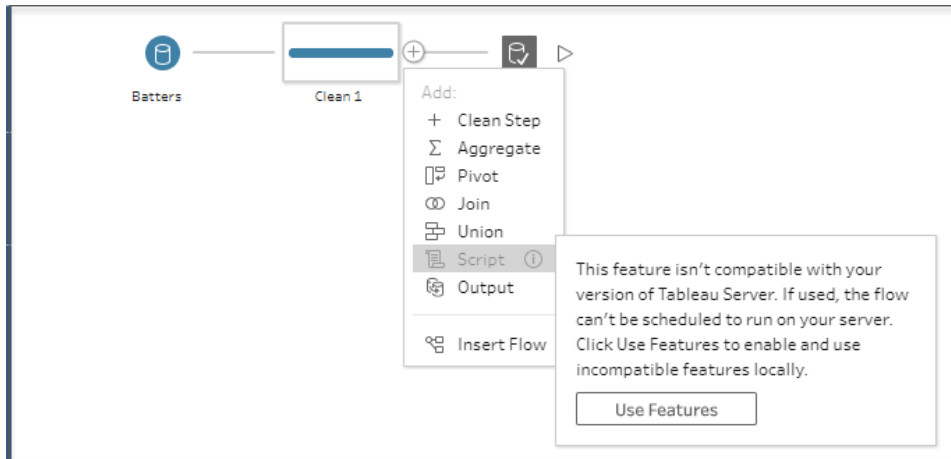 Batters
Clean 1
Add:
Clean Step
Aggregate
Pivot
Join
Union
Script
Output
Insert Flow
This feature isn't compatible with your
version of Tableau Server. If used, the flow
can't be scheduled to run on your server.
Click Use Features to enable and use
incompatible features locally.
Use Features